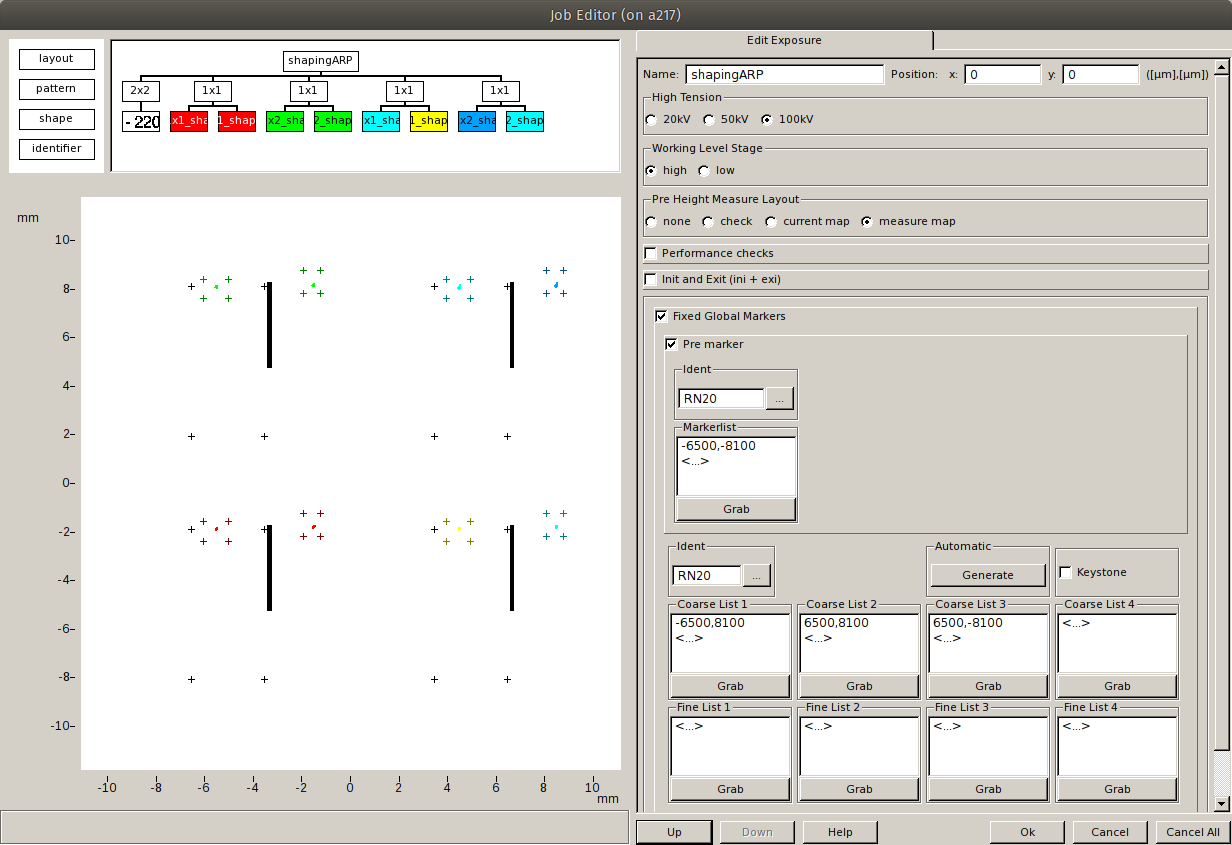 Job Editor (on a217)
layout
pattern
shape
identifier
shapingARP
2x2 1x1 1x1 1x1 1x1
- 220 x1_sha 1_shap x2_sha 2_shap x1_sha 1_shap x2_sha 2_shap
mm
10
8
6
4
2
0
-2
-4
-6
-8
-10
-10 -8 -6 -4 -2 0 2 4 6 8 10
mm
Edit Exposure
Name: shapingARP Position: x: 0 y: 0 ([µm],[µm])
High Tension
20kV 50kV 100kV
Working Level Stage
high low
Pre Height Measure Layout
none check current map measure map
Performance checks
Init and Exit (ini + exi)
Fixed Global Markers
Pre marker
Ident
RN20 ...
Markerlist
-6500,-8100
<...>
Grab
Ident Automatic
RN20 ... Generate Keystone
Coarse List 1 Coarse List 2 Coarse List 3 Coarse List 4
-6500,8100 6500,8100 6500,-8100 <...>
<...> <...> <...>
Grab Grab Grab Grab
Fine List 1 Fine List 2 Fine List 3 Fine List 4
<...> <...> <...> <...>
Grab Grab Grab Grab
Up Down Help Ok Cancel Cancel All